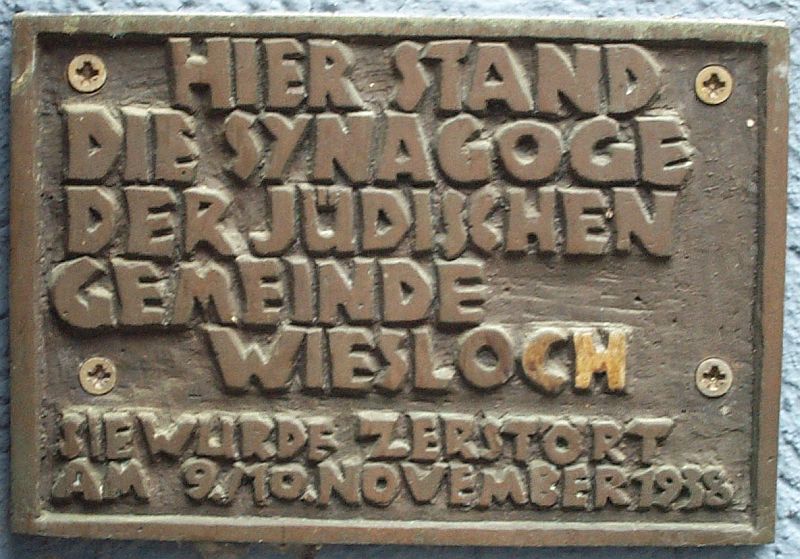 HIER STAND
DIE SYNAGOGE
DER JÜDISCHEN
GEMEINDE
WIESLOCH
SIE WURDE ZERSTÖRT
AM 9./10. NOVEMBER 1938